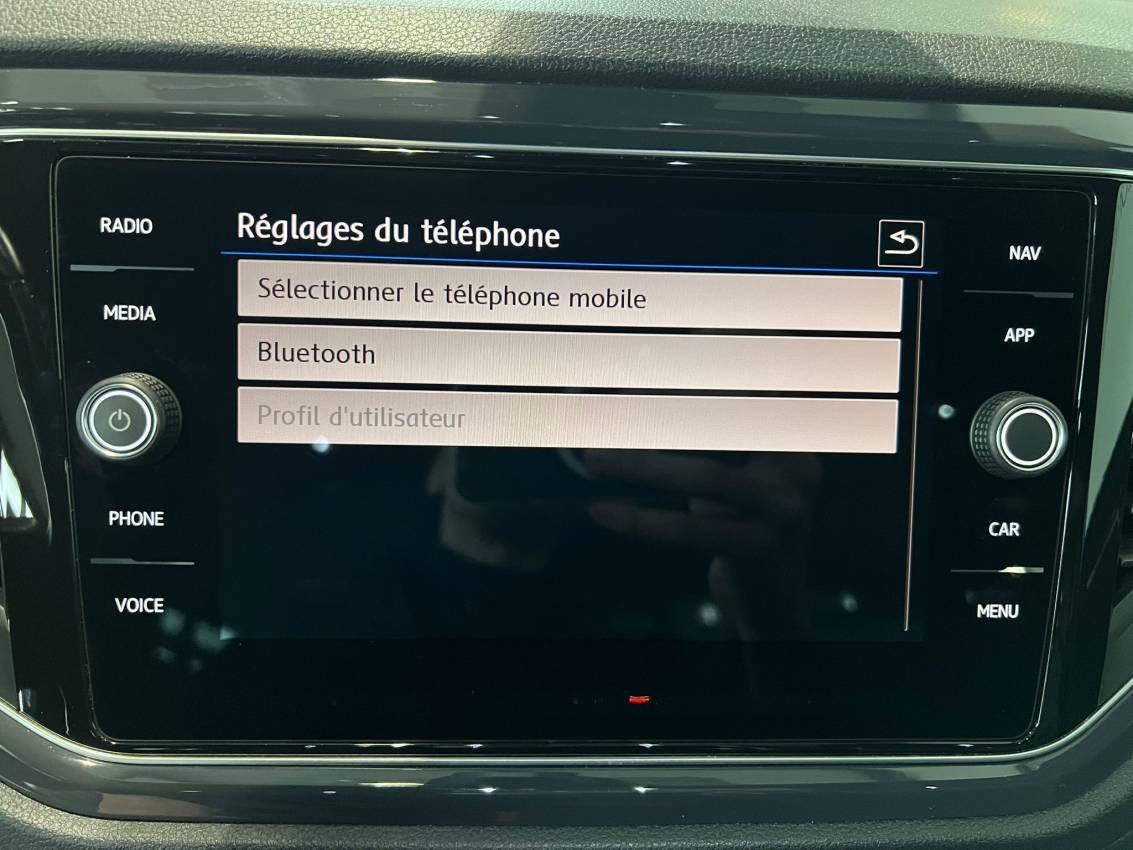 Réglages du téléphone
Sélectionner le téléphone mobile
Bluetooth
Profil d'utilisateur
RADIO
MEDIA
PHONE
VOICE
NAV
APP
CAR
MENU